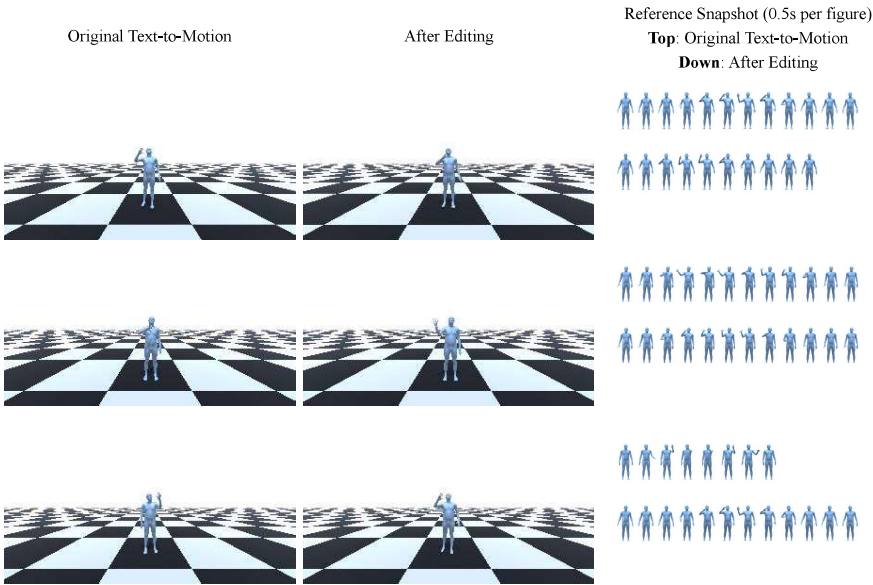 Original Text-to-Motion
After Editing
Reference Snapshot (0.5s per figure)
Top: Original Text-to-Motion
Down: After Editing